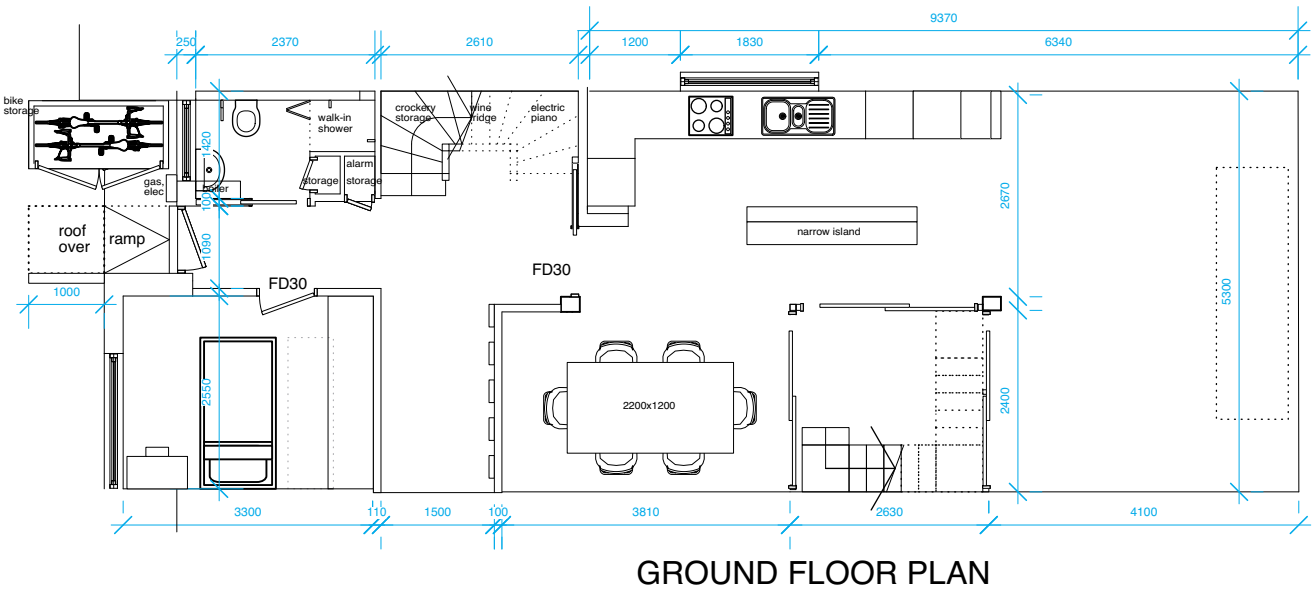 9370
250
2370
2610
1200
1830
6340
bike
storage
crockery
storage
wine
electric
piano
walk-in
shower
1420
alarm
storage
storage
gas,
elec
boiler
100
2670
roof
over
ramp
1090
narrow island
FD30
FD30
1000
5300
2550
2400
2200x1200
3300
110
1500
100
3810
2630
4100
GROUND FLOOR PLAN